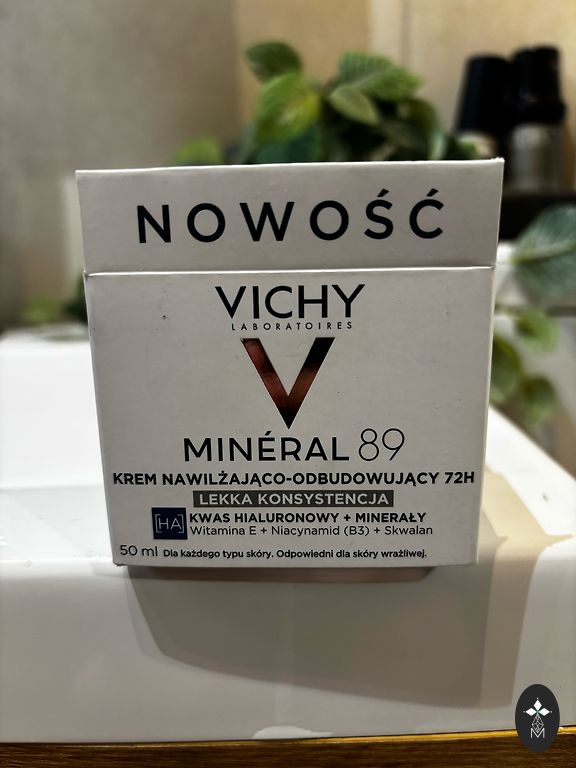 NOWOŚĆ
VICHY
LABORATOIRES
V
MINÉRAL 89
KREM NAWILŻAJĄCO-ODBUDOWUJĄCY 72H
LEKKA KONSYSTENCJA
[HA] KWAS HIALURONOWY + MINERAŁY
Witamina E + Niacynamid (B3) + Skwalan
50 ml Dla każdego typu skóry. Odpowiedni dla skóry wrażliwej.
M